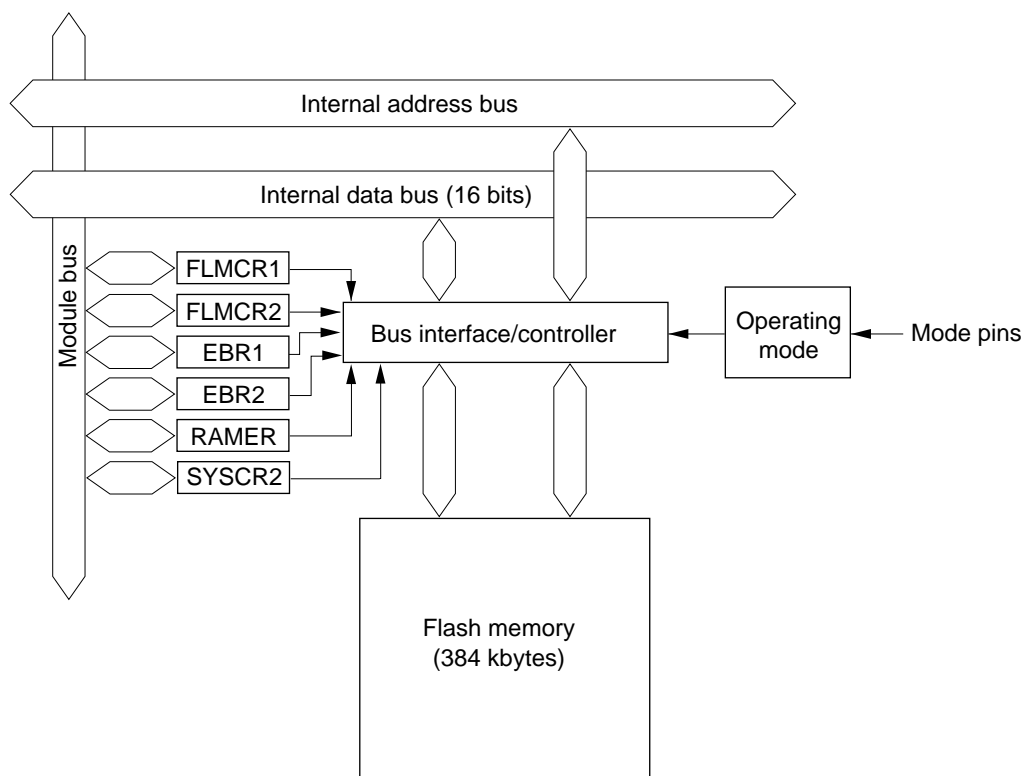 Internal address bus
Internal data bus (16 bits)
Module bus
FLMCR1
FLMCR2
EBR1
EBR2
RAMER
SYSCR2
Bus interface/controller
Operating
mode
Mode pins
Flash memory
(384 kbytes)